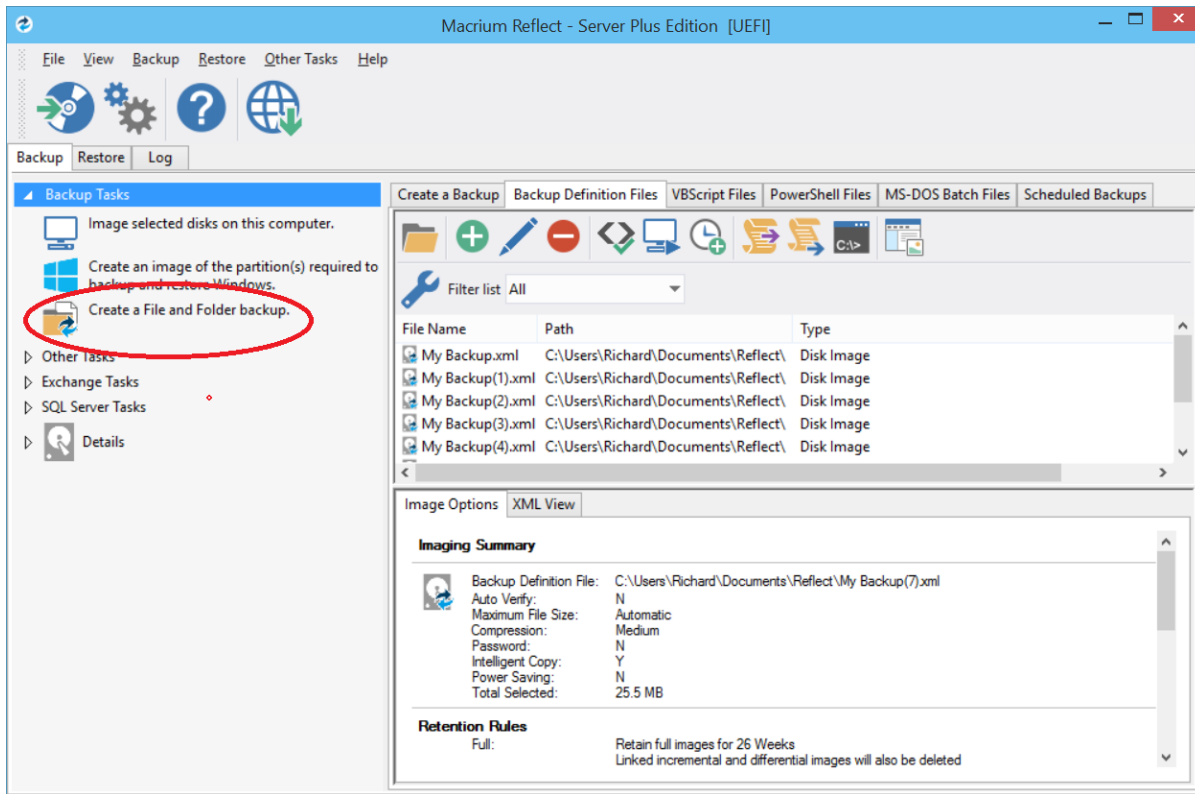 Macrium Reflect - Server Plus Edition [UEFI]
File View Backup Restore Other Tasks Help
Backup Restore Log
Backup Tasks
Image selected disks on this computer.
Create an image of the partition(s) required to
backup and restore Windows.
Create a File and Folder backup.
Other Tasks
Exchange Tasks
SQL Server Tasks
Details
Create a Backup Backup Definition Files VBScript Files PowerShell Files MS-DOS Batch Files Scheduled Backups
C:\>
Filter list All
File Name Path Type
My Backup.xml C:\Users\Richard\Documents\Reflect\ Disk Image
My Backup(1).xml C:\Users\Richard\Documents\Reflect\ Disk Image
My Backup(2).xml C:\Users\Richard\Documents\Reflect\ Disk Image
My Backup(3).xml C:\Users\Richard\Documents\Reflect\ Disk Image
My Backup(4).xml C:\Users\Richard\Documents\Reflect\ Disk Image
Image Options XML View
Imaging Summary
Backup Definition File: C:\Users\Richard\Documents\Reflect\My Backup(7).xml
Auto Verify: N
Maximum File Size: Automatic
Compression: Medium
Password: N
Intelligent Copy: Y
Power Saving: N
Total Selected: 25.5 MB
Retention Rules
Full: Retain full images for 26 Weeks
Linked incremental and differential images will also be deleted